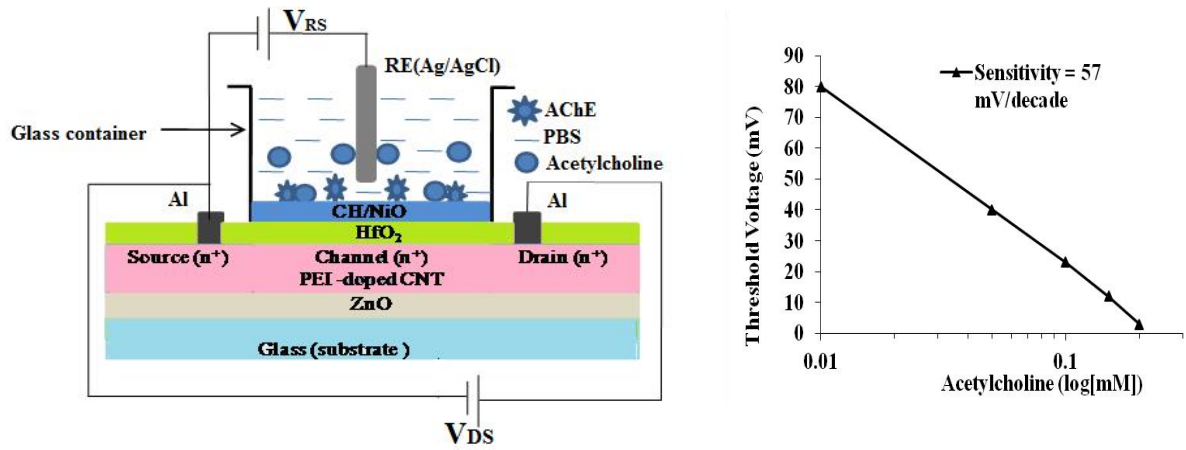 VRS
RE(Ag/AgCl)
AChE
PBS
Acetylcholine
Glass container
Al
Al
CH/NiO
HfO2
Source (n+)
Channel (n+)
Drain (n+)
PEI -doped CNT
ZnO
Glass (substrate )
VDS
90
80
70
60
50
40
30
20
10
0
Threshold Voltage (mV)
Sensitivity = 57
mV/decade
0.01
0.1
Acetylcholine (log[mM])